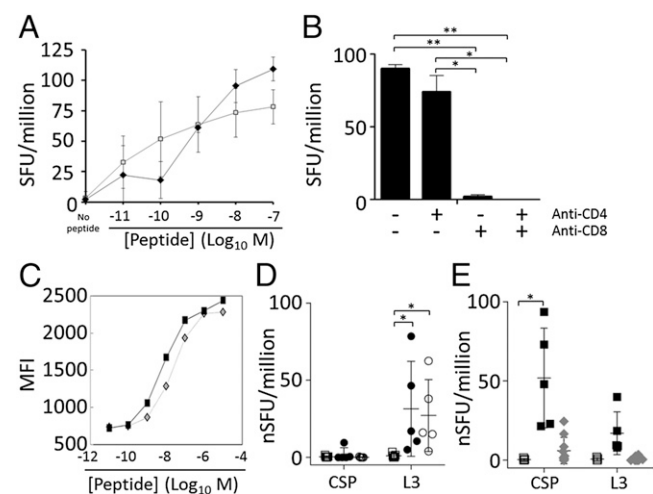 A
SFU/million
125
100
75
50
25
0
No peptide
-11
-10
-9
-8
-7
[Peptide] (Log10 M)
B
SFU/million
100
50
0
**
**
*
*
- + - + Anti-CD4
- - + + Anti-CD8
C
MFI
2500
2000
1500
1000
500
-12
-10
-8
-6
-4
[Peptide] (Log10 M)
D
nSFU/million
100
50
0
*
*
CSP
L3
E
nSFU/million
100
50
0
*
CSP
L3